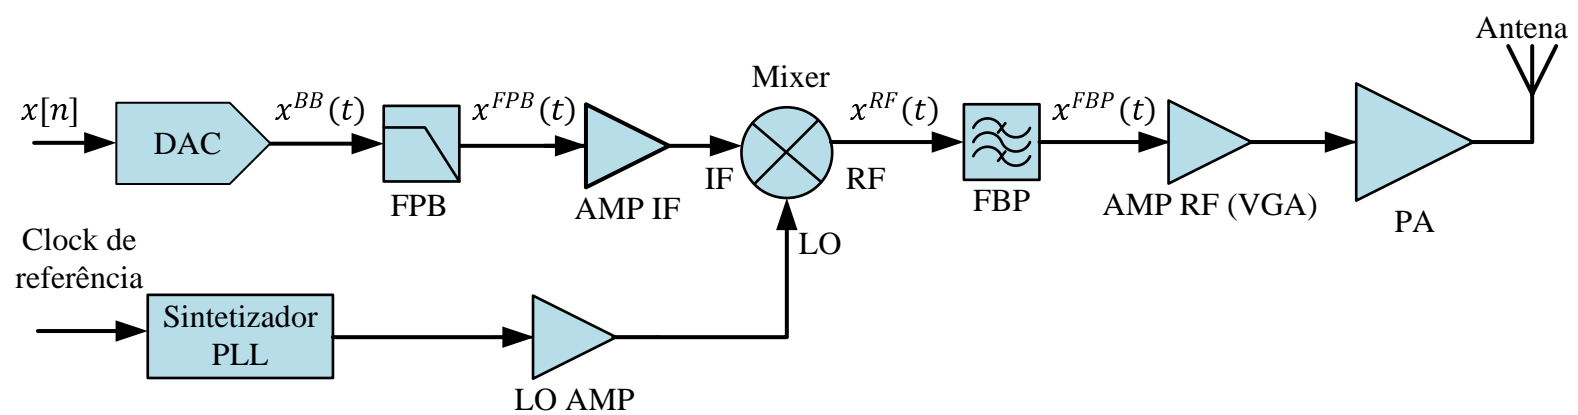 Antena
Mixer
x[n]
x^{BB}(t)
x^{FPB}(t)
x^{RF}(t)
x^{FBP}(t)
DAC
IF
RF
FPB
AMP IF
FBP
AMP RF (VGA)
PA
Clock de
referência
LO
Sintetizador
PLL
LO AMP